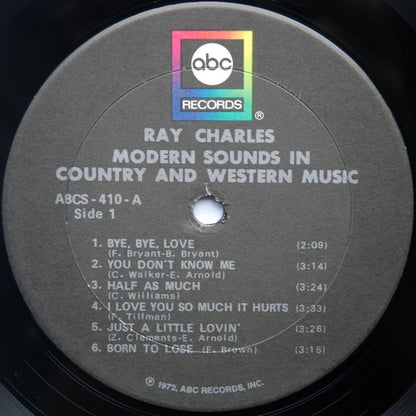 abc
RECORDS
®
RAY CHARLES
MODERN SOUNDS IN
COUNTRY AND WESTERN MUSIC
ABCS-410-A
Side 1
1. BYE, BYE, LOVE (2:09)
(F. Bryant-B. Bryant)
2. YOU DON'T KNOW ME (3:14)
(C. Walker-E. Arnold)
3. HALF AS MUCH (3:24)
(C. Williams)
4. I LOVE YOU SO MUCH IT HURTS (3:33)
(F. Tillman)
5. JUST A LITTLE LOVIN' (3:26)
(Z. Clements-E. Arnold)
6. BORN TO LOSE (F. Brown) (3:15)
℗ 1972, ABC RECORDS, INC.